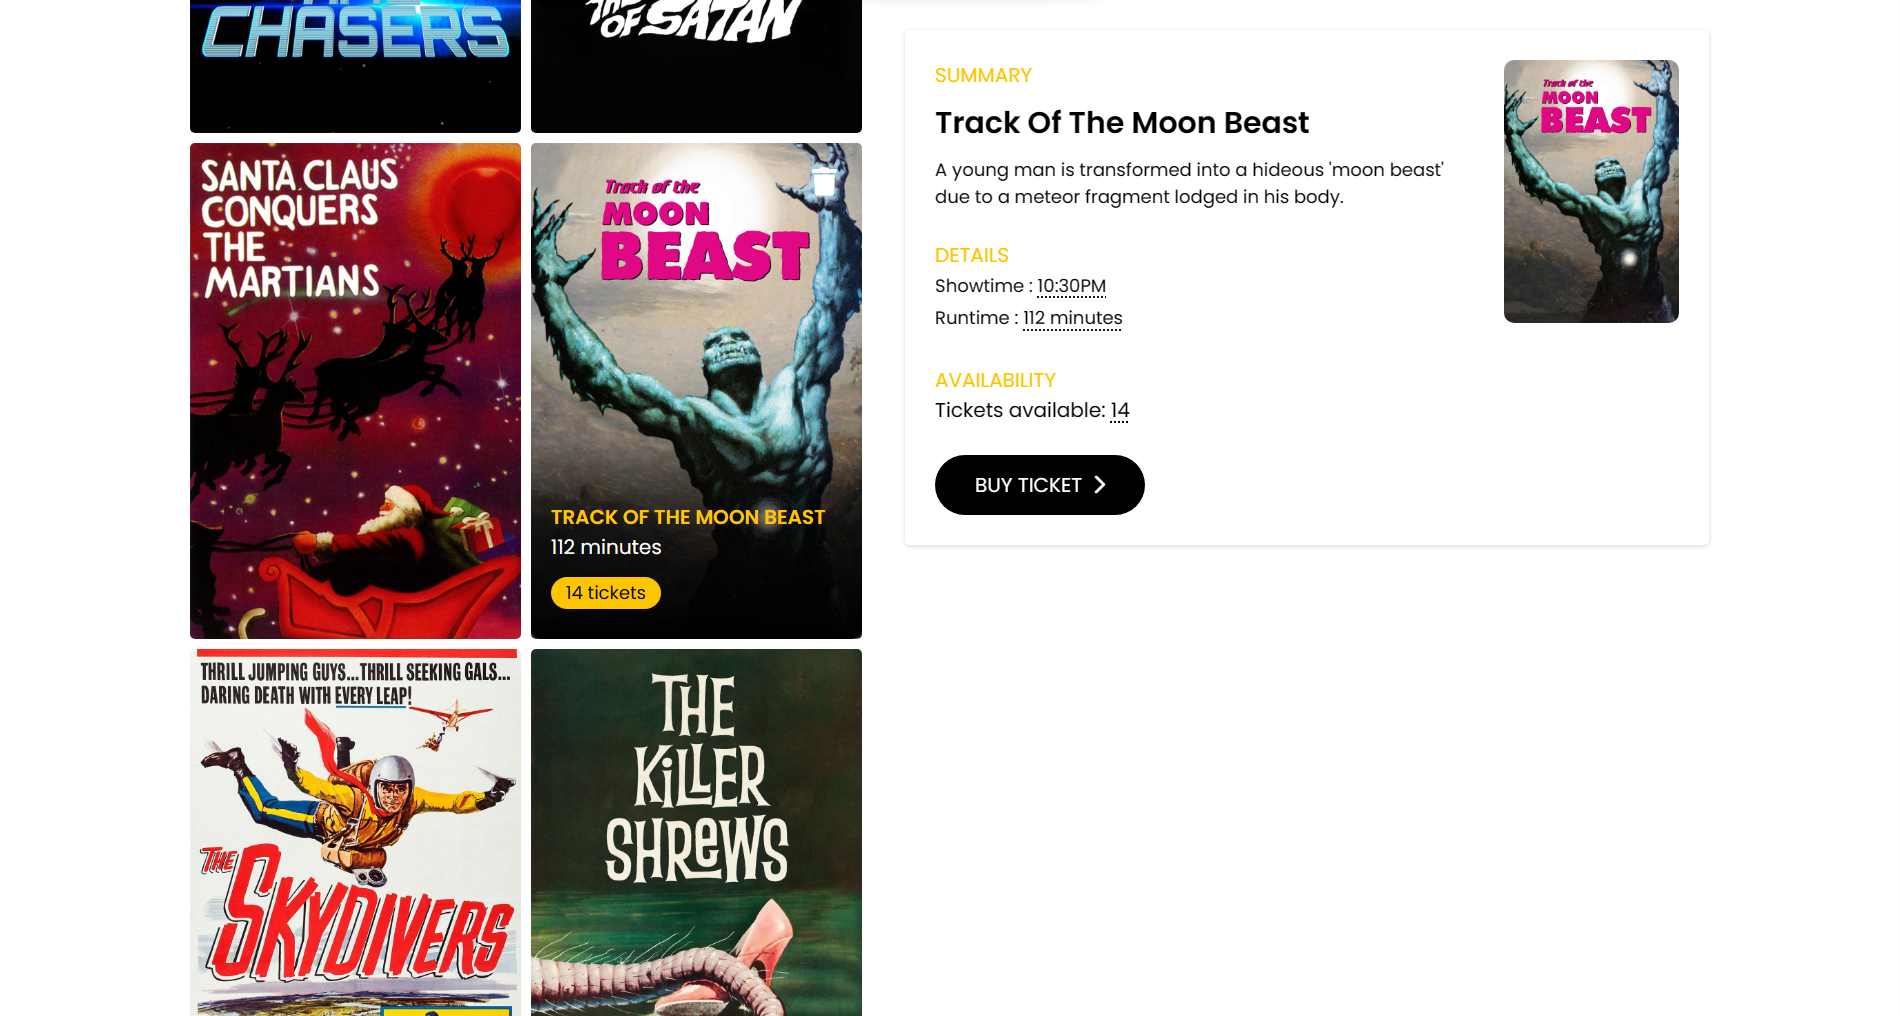 CHASERS
OF SATAN
SANTA CLAUS
CONQUERS
THE
MARTIANS
Track of the
MOON
BEAST
TRACK OF THE MOON BEAST
112 minutes
14 tickets
THRILL JUMPING GUYS...THRILL SEEKING GALS...
DARING DEATH WITH EVERY LEAP!
THE
SKYDIVERS
THE
KILLER
SHREWS
SUMMARY
Track Of The Moon Beast
A young man is transformed into a hideous 'moon beast'
due to a meteor fragment lodged in his body.
DETAILS
Showtime : 10:30PM
Runtime : 112 minutes
AVAILABILITY
Tickets available: 14
BUY TICKET
Track of the
MOON
BEAST